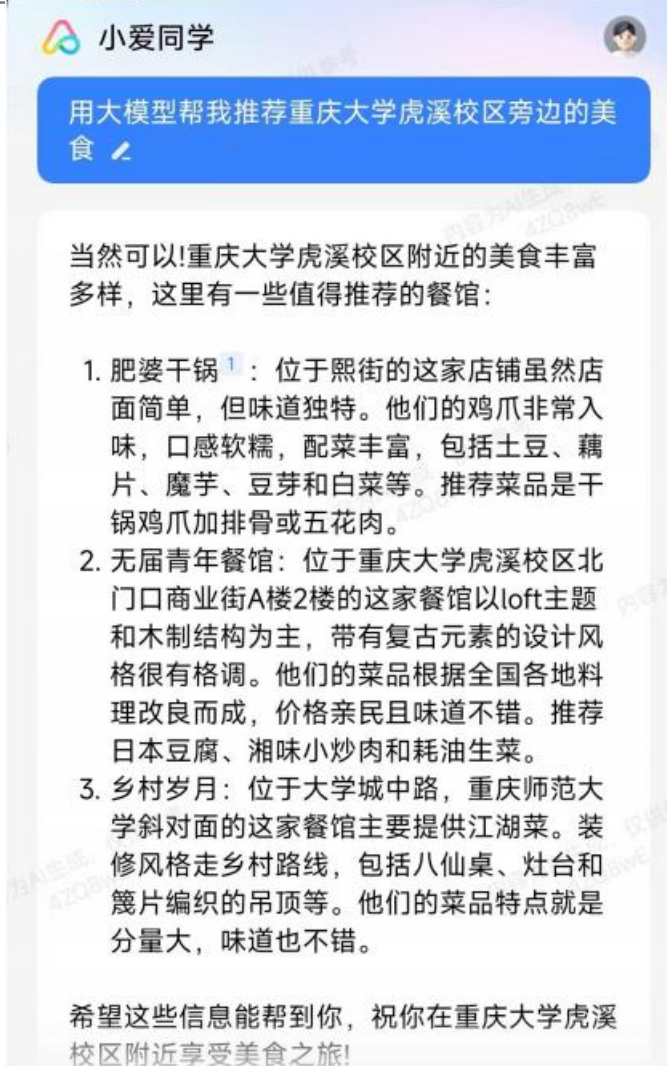 小爱同学
用大模型帮我推荐重庆大学虎溪校区旁边的美
食
当然可以!重庆大学虎溪校区附近的美食丰富
多样，这里有一些值得推荐的餐馆：
1. 肥婆干锅 1 ：位于熙街的这家店铺虽然店
面简单，但味道独特。他们的鸡爪非常入
味，口感软糯，配菜丰富，包括土豆、藕
片、魔芋、豆芽和白菜等。推荐菜品是干
锅鸡爪加排骨或五花肉。
2. 无届青年餐馆：位于重庆大学虎溪校区北
门口商业街A楼2楼的这家餐馆以loft主题
和木制结构为主，带有复古元素的设计风
格很有格调。他们的菜品根据全国各地料
理改良而成，价格亲民且味道不错。推荐
日本豆腐、湘味小炒肉和耗油生菜。
3. 乡村岁月：位于大学城中路，重庆师范大
学斜对面的这家餐馆主要提供江湖菜。装
修风格走乡村路线，包括八仙桌、灶台和
篾片编织的吊顶等。他们的菜品特点就是
分量大，味道也不错。
希望这些信息能帮到你，祝你在重庆大学虎溪
校区附近享受美食之旅!